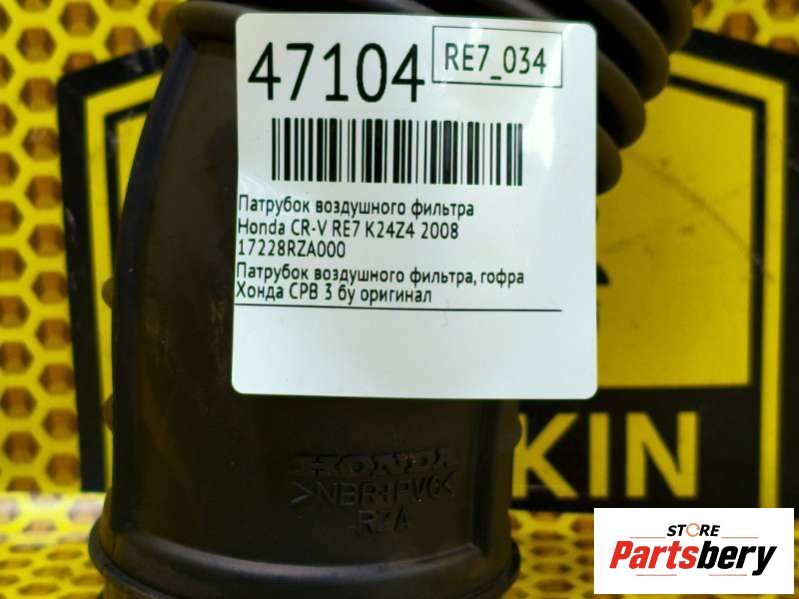 47104
RE7_034
Патрубок воздушного фильтра
Honda CR-V RE7 K24Z4 2008
17228RZA000
Патрубок воздушного фильтра, гофра
Хонда СРВ 3 бу оригинал
HONDA
>NBR+PVC<
RZA
KIN
STORE
Partsbery